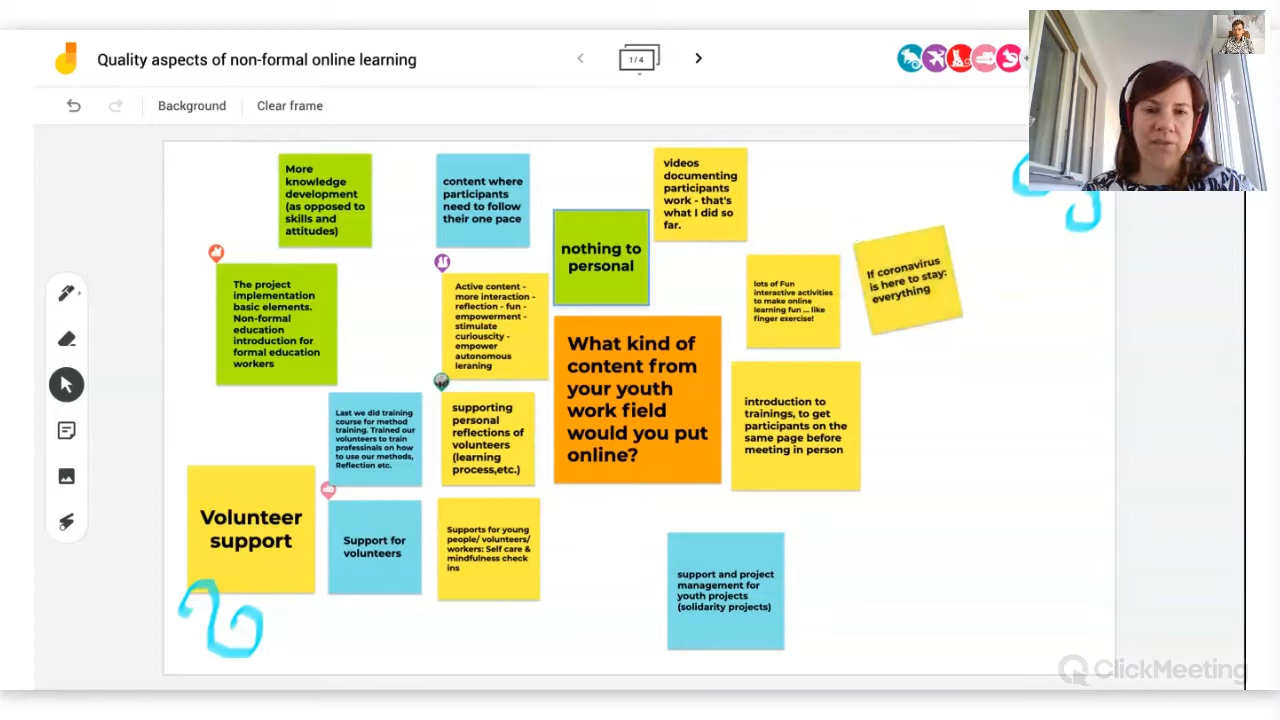 Quality aspects of non-formal online learning
1/4
Background
Clear frame
More
knowledge
development
(as opposed to
skills and
attitudes)
content where
participants
need to follow
their one pace
videos
documenting
participants
work - that's
what I did so
far.
nothing to
personal
If coronavirus
is here to stay:
everything
The project
implementation
basic elements.
Non-formal
education
introduction for
formal education
workers
Active content -
more interaction -
reflection - fun -
empowerment -
stimulate
curiouscity -
empower
autonomous
leraning
lots of Fun
interactive activities
to make online
learning fun ... like
finger exercise!
What kind of
content from
your youth
work field
would you put
online?
introduction to
trainings, to get
participants on the
same page before
meeting in person
Last we did training
course for method
training. Trained our
volunteers to train
professinals on how
to use our methods,
Reflection etc.
supporting
personal
reflections of
volunteers
(learning
process,etc.)
Volunteer
support
Support for
volunteers
Supports for young
people/ volunteers/
workers: Self care &
mindfulness check
ins
support and project
management for
youth projects
(solidarity projects)
ClickMeeting